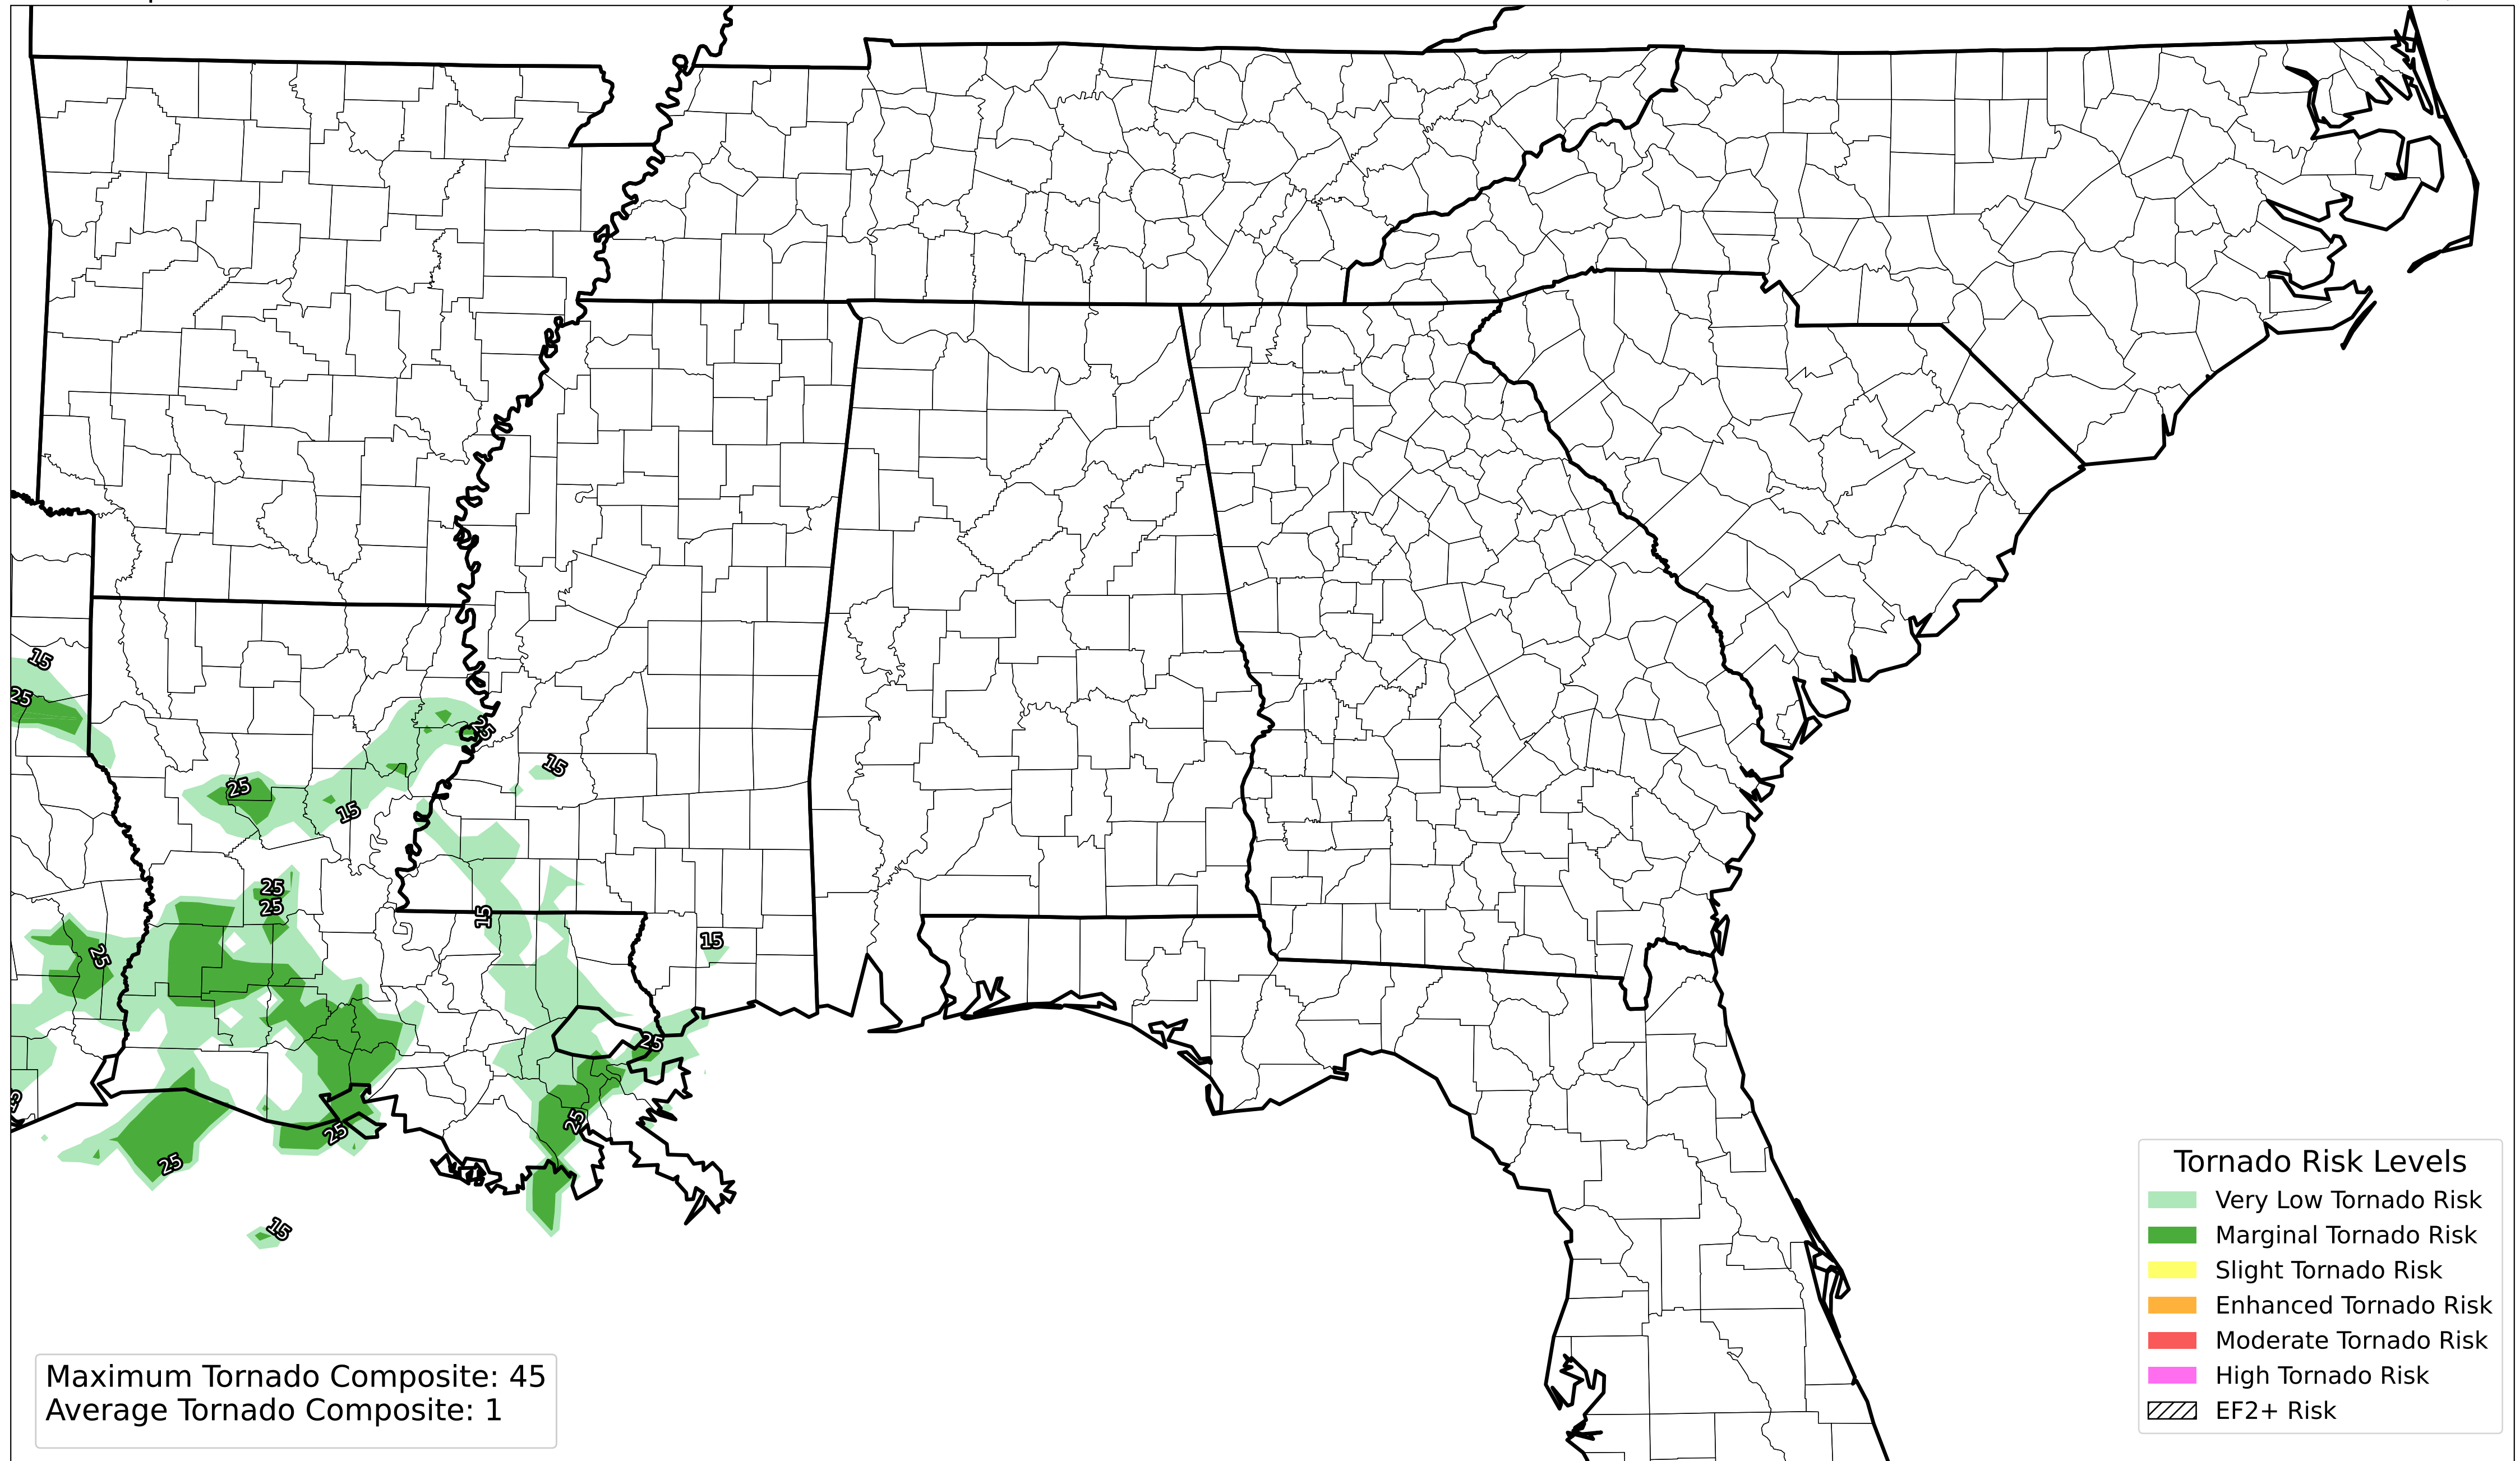 15
25
25
15
25
15
25
25
15
15
25
25
25
25
25
15
Tornado Risk Levels
Very Low Tornado Risk
Marginal Tornado Risk
Slight Tornado Risk
Enhanced Tornado Risk
Moderate Tornado Risk
High Tornado Risk
EF2+ Risk
Maximum Tornado Composite: 45
Average Tornado Composite: 1